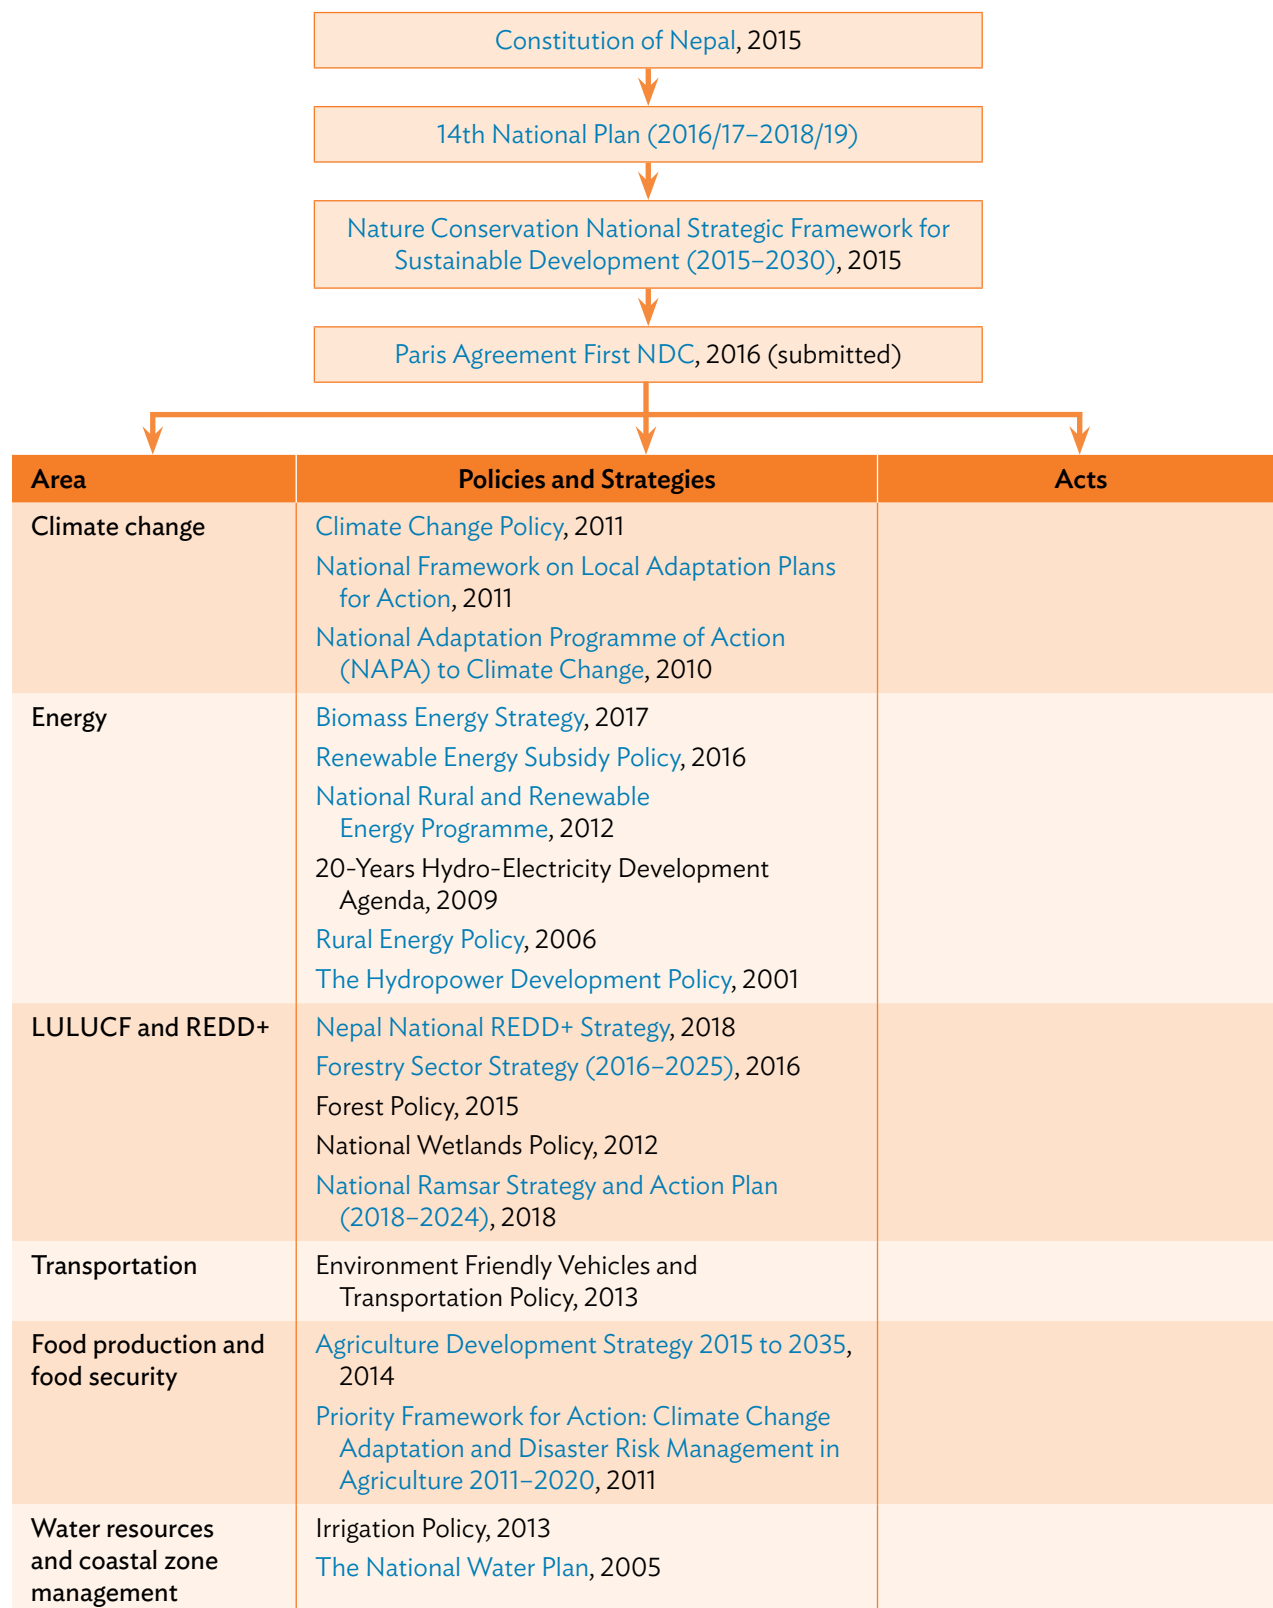 Constitution of Nepal, 2015
14th National Plan (2016/17–2018/19)
Nature Conservation National Strategic Framework for
Sustainable Development (2015–2030), 2015
Paris Agreement First NDC, 2016 (submitted)
Area
Policies and Strategies
Acts
Climate change
Climate Change Policy, 2011
National Framework on Local Adaptation Plans
for Action, 2011
National Adaptation Programme of Action
(NAPA) to Climate Change, 2010
Energy
Biomass Energy Strategy, 2017
Renewable Energy Subsidy Policy, 2016
National Rural and Renewable
Energy Programme, 2012
20-Years Hydro-Electricity Development
Agenda, 2009
Rural Energy Policy, 2006
The Hydropower Development Policy, 2001
LULUCF and REDD+
Nepal National REDD+ Strategy, 2018
Forestry Sector Strategy (2016–2025), 2016
Forest Policy, 2015
National Wetlands Policy, 2012
National Ramsar Strategy and Action Plan
(2018–2024), 2018
Transportation
Environment Friendly Vehicles and
Transportation Policy, 2013
Food production and
food security
Agriculture Development Strategy 2015 to 2035,
2014
Priority Framework for Action: Climate Change
Adaptation and Disaster Risk Management in
Agriculture 2011–2020, 2011
Water resources
and coastal zone
management
Irrigation Policy, 2013
The National Water Plan, 2005